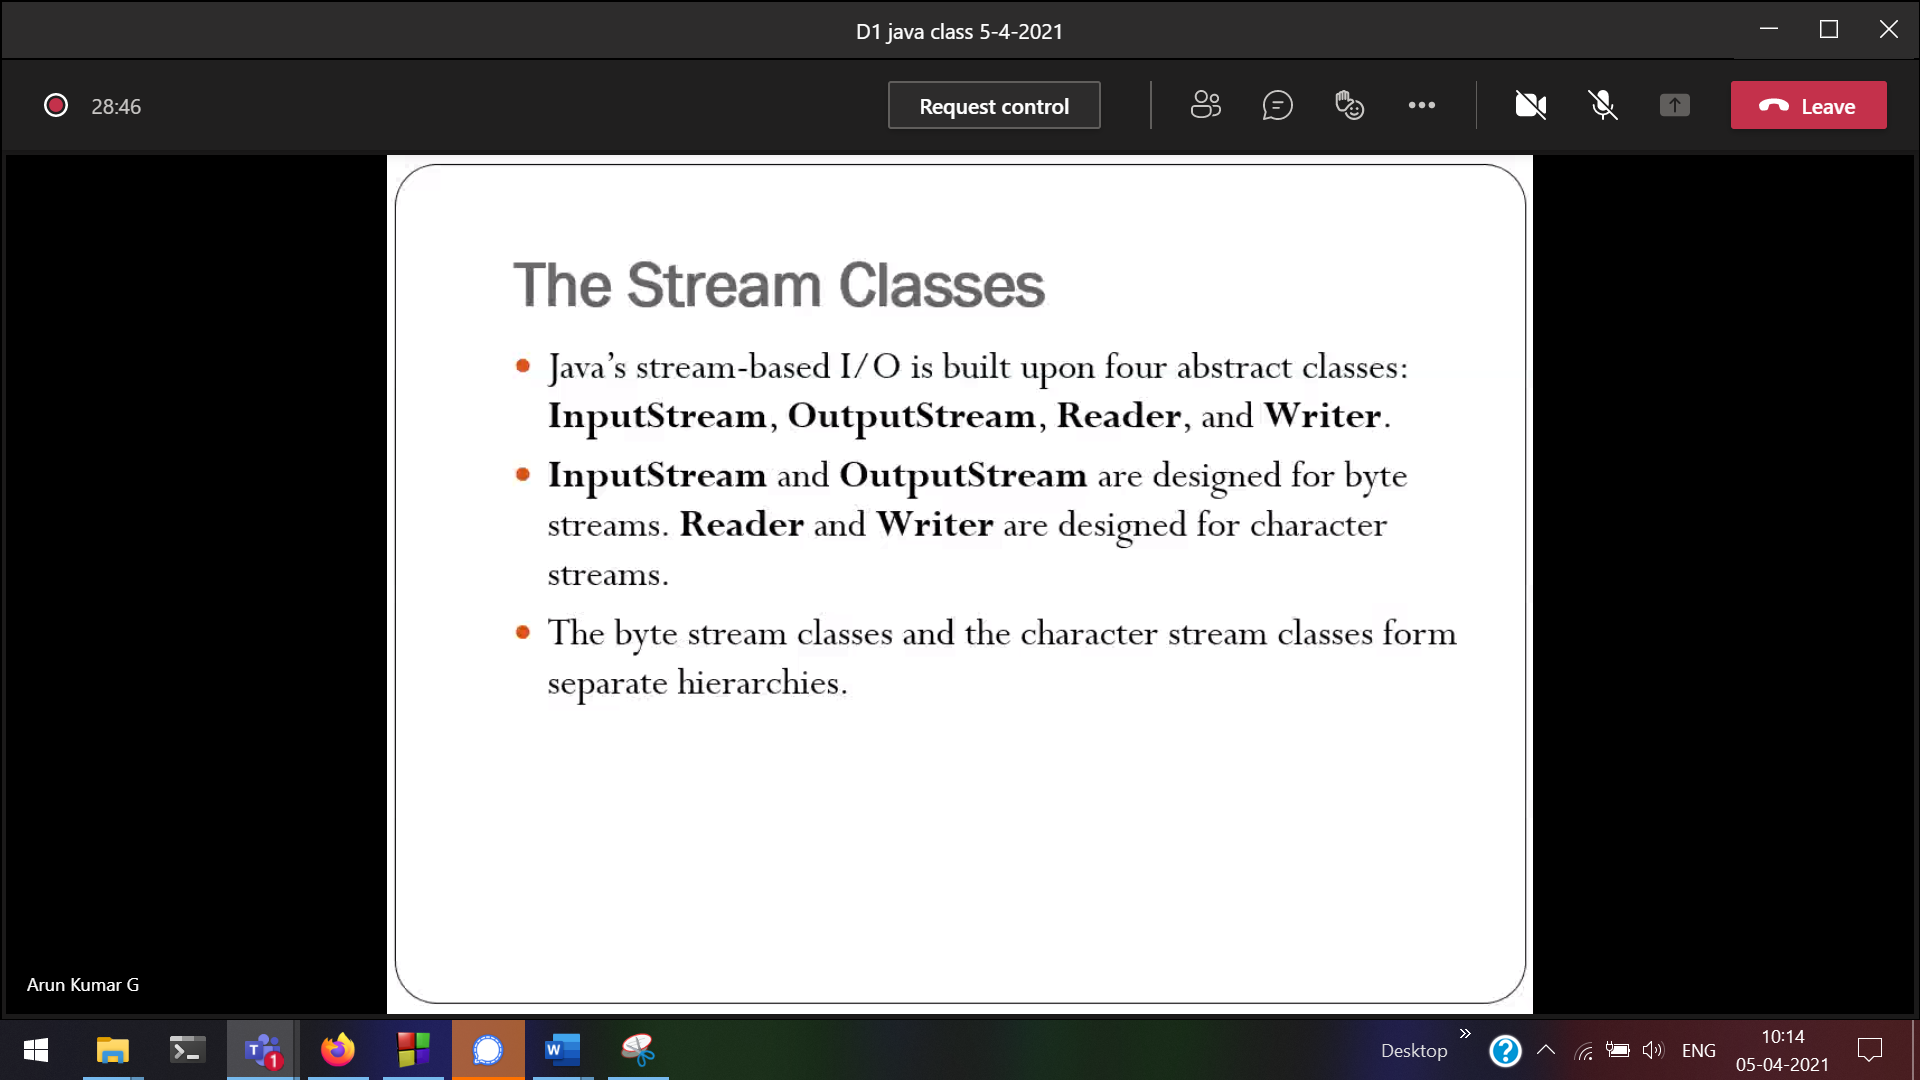 D1 java class 5-4-2021
28:46
Request control
Leave
The Stream Classes
Java’s stream-based I/O is built upon four abstract classes:
InputStream, OutputStream, Reader, and Writer.
InputStream and OutputStream are designed for byte
streams. Reader and Writer are designed for character
streams.
The byte stream classes and the character stream classes form
separate hierarchies.
Arun Kumar G
T
1
W
Desktop
»
?
ENG
10:14
05-04-2021